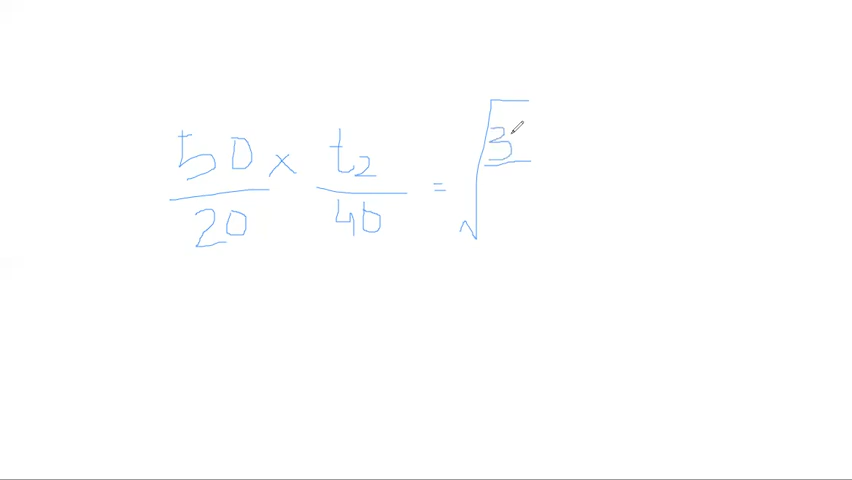 50/20 × t₂/40 = √3